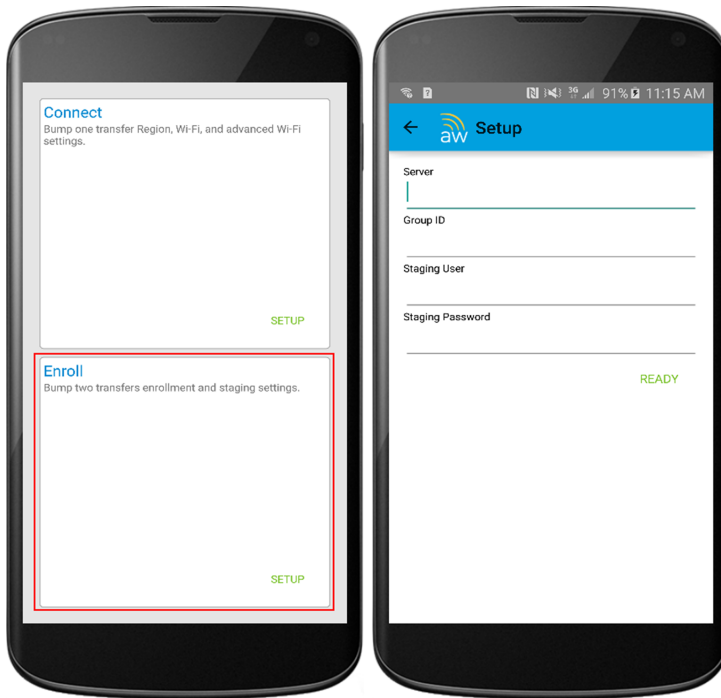 Connect
Bump one transfer Region, Wi-Fi, and advanced Wi-Fi
settings.
SETUP
Enroll
Bump two transfers enrollment and staging settings.
SETUP
3G 91% 11:15 AM
aw Setup
Server
Group ID
Staging User
Staging Password
READY